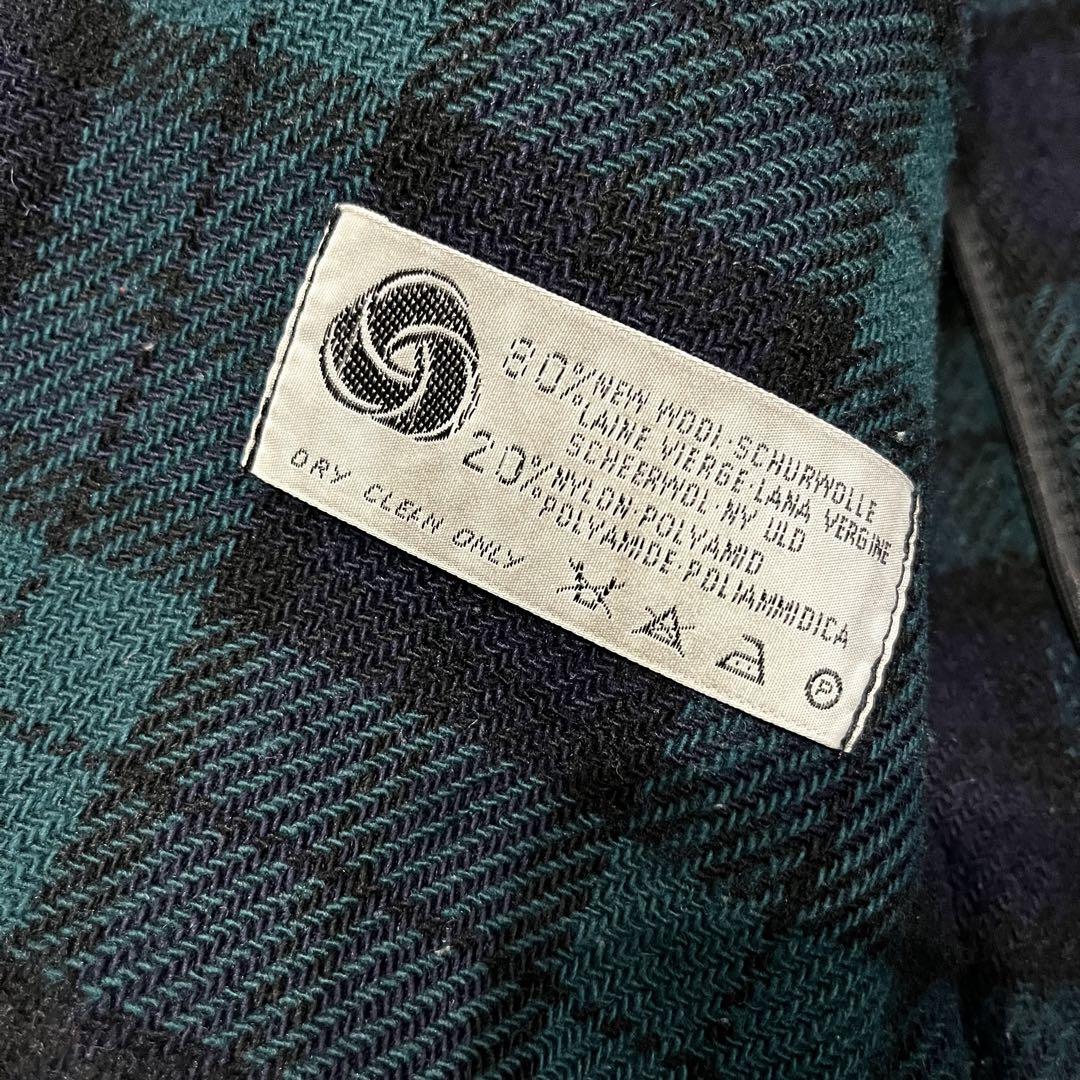 80% NEW WOOL·SCHURWOLLE
LAINE VIERGE·LANA VERGINE
SCHEERWOL·NY ULD
20% NYLON·POLYAMID
POLYAMIDE·POLIAMMIDICA
DRY CLEAN ONLY
P